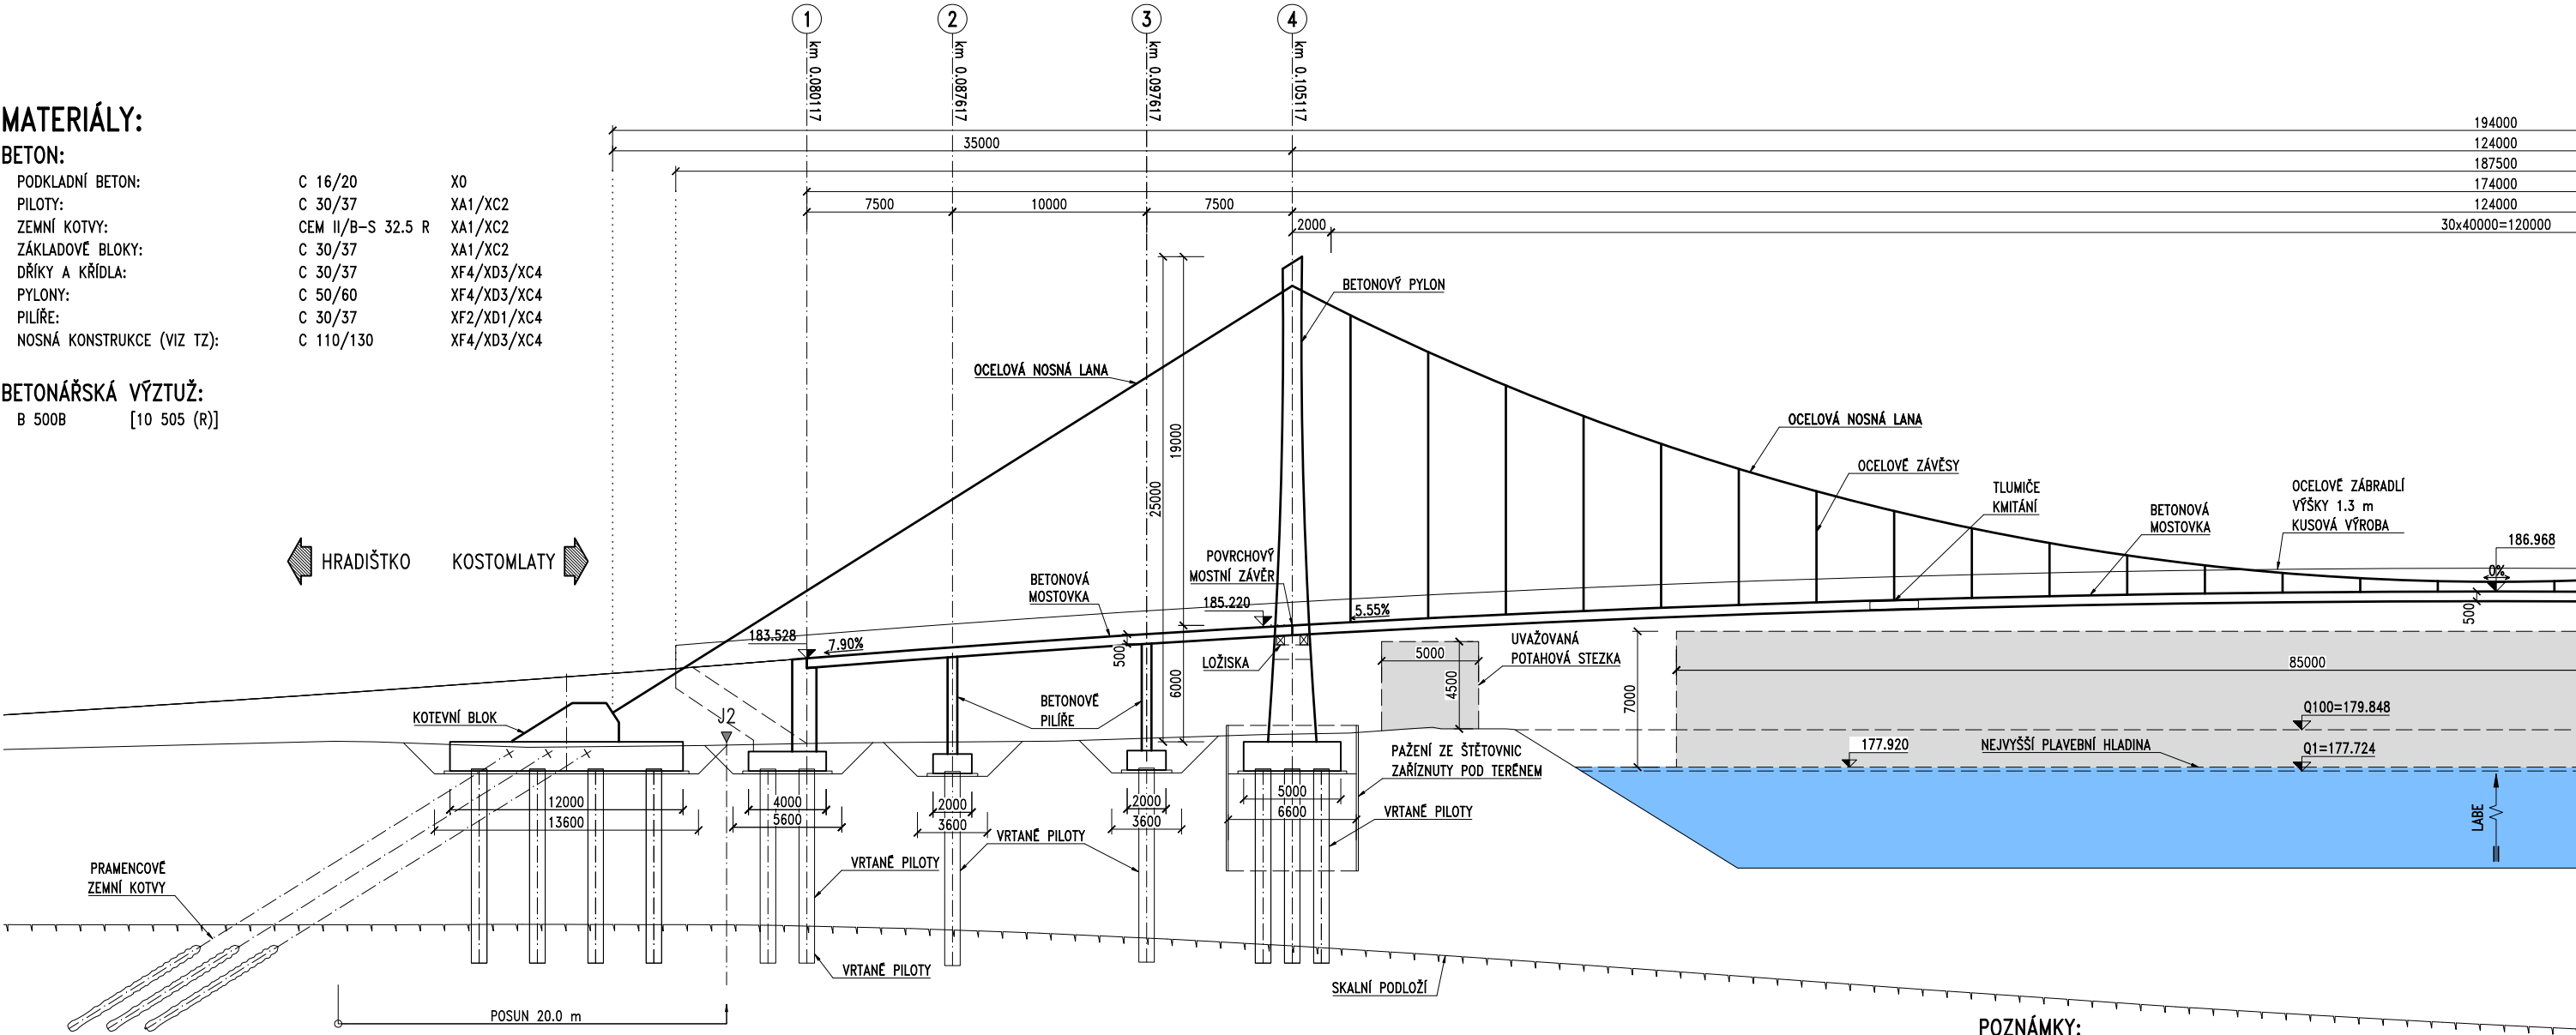 1
2
3
4
km 0.080117
km 0.087617
km 0.097617
km 0.105117
MATERIÁLY:
BETON:
PODKLADNÍ BETON: C 16/20 X0
PILOTY: C 30/37 XA1/XC2
ZEMNÍ KOTVY: CEM II/B-S 32.5 R XA1/XC2
ZÁKLADOVÉ BLOKY: C 30/37 XA1/XC2
DŘÍKY A KŘÍDLA: C 30/37 XF4/XD3/XC4
PYLONY: C 50/60 XF4/XD3/XC4
PILÍŘE: C 30/37 XF2/XD1/XC4
NOSNÁ KONSTRUKCE (VIZ TZ): C 110/130 XF4/XD3/XC4
BETONÁŘSKÁ VÝZTUŽ:
B 500B [10 505 (R)]
194000
35000
124000
187500
174000
7500
10000
7500
124000
2000
30x40000=120000
BETONOVÝ PYLON
OCELOVÁ NOSNÁ LANA
19000
25000
OCELOVÁ NOSNÁ LANA
OCELOVÉ ZÁVĚSY
TLUMIČE
KMITÁNÍ
BETONOVÁ
MOSTOVKA
OCELOVÉ ZÁBRADLÍ
VÝŠKY 1.3 m
KUSOVÁ VÝROBA
186.968
0%
500
HRADIŠTKO
KOSTOMLATY
POVRCHOVÝ
MOSTNÍ ZÁVĚR
BETONOVÁ
MOSTOVKA
185.220
5.55%
183.528
7.90%
500
6000
LOŽISKA
5000
4500
UVAŽOVANÁ
POTAHOVÁ STEZKA
7000
85000
KOTEVNÍ BLOK
J2
BETONOVÉ
PILÍŘE
Q100=179.848
177.920
NEJVYŠŠÍ PLAVEBNÍ HLADINA
Q1=177.724
PAŽENÍ ZE ŠTĚTOVNIC
ZAŘÍZNUTY POD TERÉNEM
12000
13600
4000
5600
2000
3600
2000
3600
5000
6600
VRTANÉ PILOTY
VRTANÉ PILOTY
VRTANÉ PILOTY
VRTANÉ PILOTY
LABE
PRAMENCOVÉ
ZEMNÍ KOTVY
SKALNÍ PODLOŽÍ
POSUN 20.0 m
POZNÁMKY: